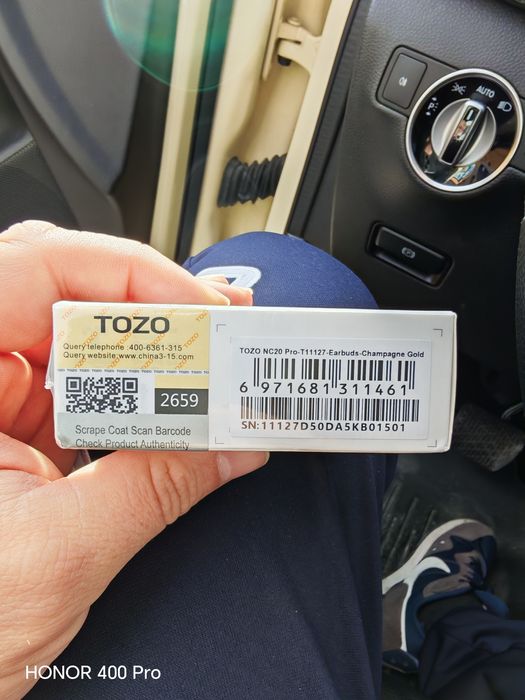 AUTO
TOZO
Query telephone :400-6361-315
Query website:www.china3-15.com
2659
Scrape Coat Scan Barcode
Check Product Authenticity
TOZO NC20 Pro-T11127-Earbuds-Champagne Gold
6 971681 311461
SN:11127D50DA5KB01501
HONOR 400 Pro